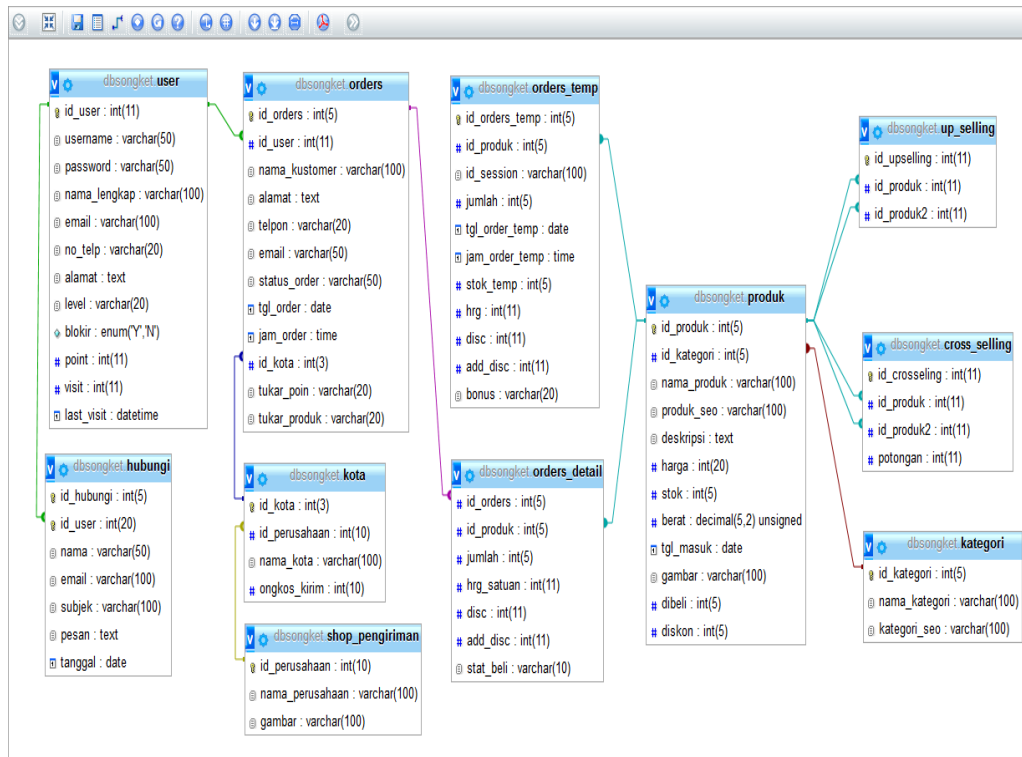 dbsongket.user
id_user : int(11)
username : varchar(50)
password : varchar(50)
nama_lengkap : varchar(100)
email : varchar(100)
no_telp : varchar(20)
alamat : text
level : varchar(20)
blokir : enum('Y','N')
point : int(11)
visit : int(11)
last_visit : datetime
dbsongket.hubungi
id_hubungi : int(5)
id_user : int(20)
nama : varchar(50)
email : varchar(100)
subjek : varchar(100)
pesan : text
tanggal : date
dbsongket.orders
id_orders : int(5)
id_user : int(11)
nama_kustomer : varchar(100)
alamat : text
telpon : varchar(20)
email : varchar(50)
status_order : varchar(50)
tgl_order : date
jam_order : time
id_kota : int(3)
tukar_poin : varchar(20)
tukar_produk : varchar(20)
dbsongket.kota
id_kota : int(3)
id_perusahaan : int(10)
nama_kota : varchar(100)
ongkos_kirim : int(10)
dbsongket.shop_pengiriman
id_perusahaan : int(10)
nama_perusahaan : varchar(100)
gambar : varchar(100)
dbsongket.orders_temp
id_orders_temp : int(5)
id_produk : int(5)
id_session : varchar(100)
jumlah : int(5)
tgl_order_temp : date
jam_order_temp : time
stok_temp : int(5)
hrg : int(11)
disc : int(11)
add_disc : int(11)
bonus : varchar(20)
dbsongket.orders_detail
id_orders : int(5)
id_produk : int(5)
jumlah : int(5)
hrg_satuan : int(11)
disc : int(11)
add_disc : int(11)
stat_beli : varchar(10)
dbsongket.produk
id_produk : int(5)
id_kategori : int(5)
nama_produk : varchar(100)
produk_seo : varchar(100)
deskripsi : text
harga : int(20)
stok : int(5)
berat : decimal(5,2) unsigned
tgl_masuk : date
gambar : varchar(100)
dibeli : int(5)
diskon : int(5)
dbsongket.up_selling
id_upselling : int(11)
id_produk : int(11)
id_produk2 : int(11)
dbsongket.cross_selling
id_crosseling : int(11)
id_produk : int(11)
id_produk2 : int(11)
potongan : int(11)
dbsongket.kategori
id_kategori : int(5)
nama_kategori : varchar(100)
kategori_seo : varchar(100)